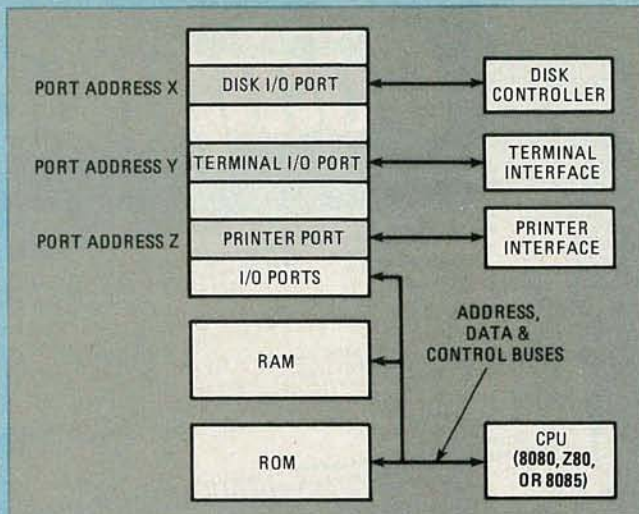 PORT ADDRESS X
DISK I/O PORT
DISK
CONTROLLER
PORT ADDRESS Y
TERMINAL I/O PORT
TERMINAL
INTERFACE
PORT ADDRESS Z
PRINTER PORT
PRINTER
INTERFACE
I/O PORTS
ADDRESS,
DATA &
CONTROL BUSES
RAM
ROM
CPU
(8080, Z80,
OR 8085)